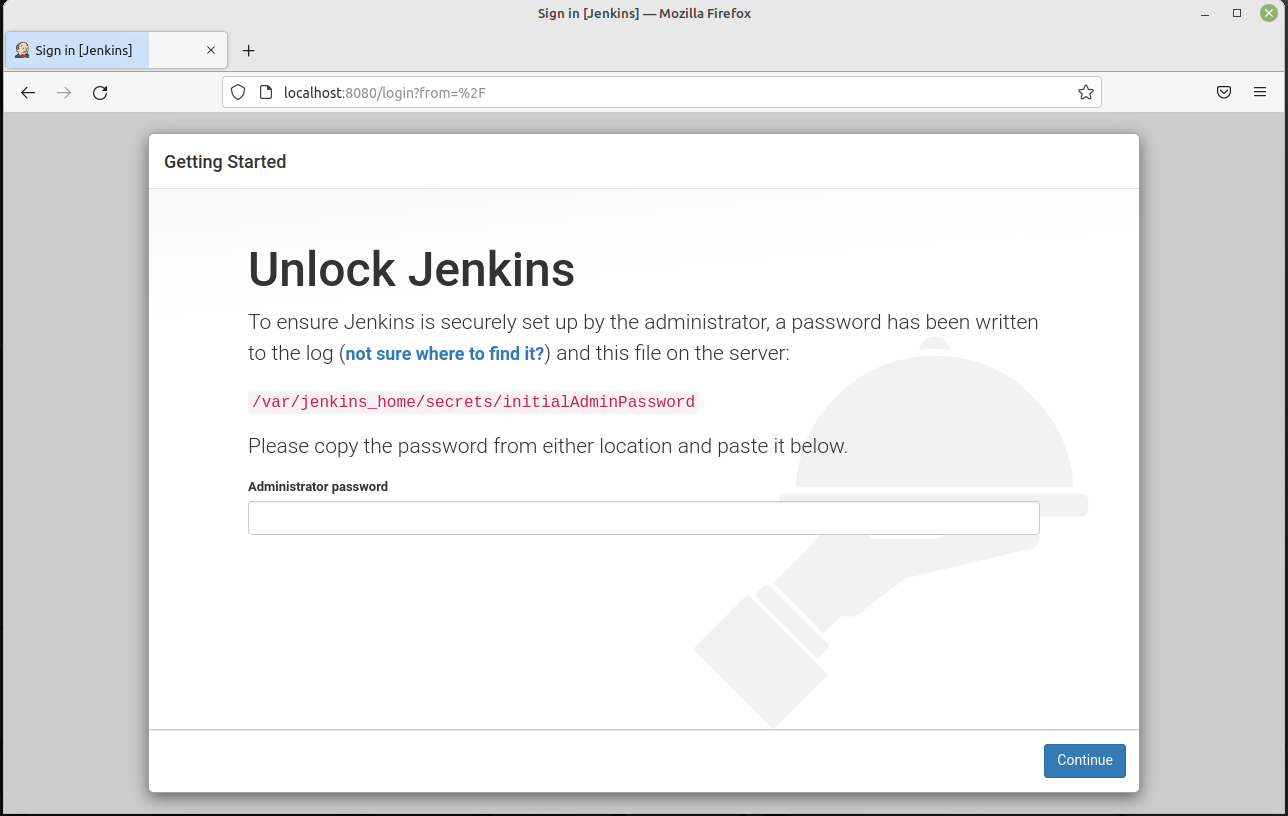 Sign in [Jenkins] — Mozilla Firefox
Sign in [Jenkins]
localhost:8080/login?from=%2F
Getting Started
Unlock Jenkins
To ensure Jenkins is securely set up by the administrator, a password has been written
to the log (not sure where to find it?) and this file on the server:
/var/jenkins_home/secrets/initialAdminPassword
Please copy the password from either location and paste it below.
Administrator password
Continue